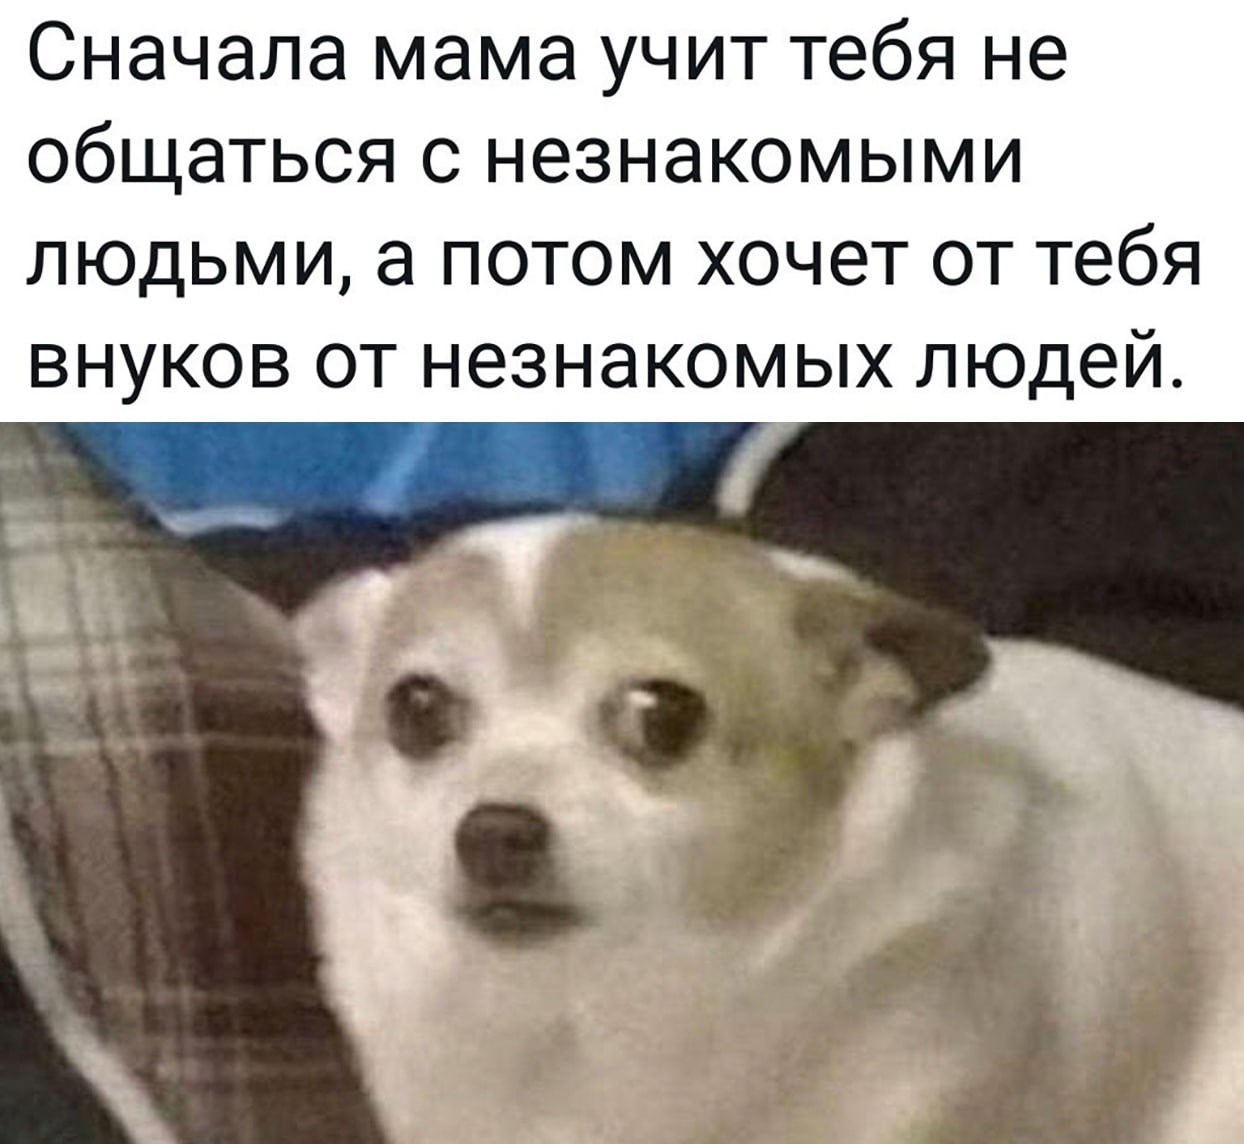 Сначала мама учит тебя не
общаться с незнакомыми
людьми, а потом хочет от тебя
внуков от незнакомых людей.